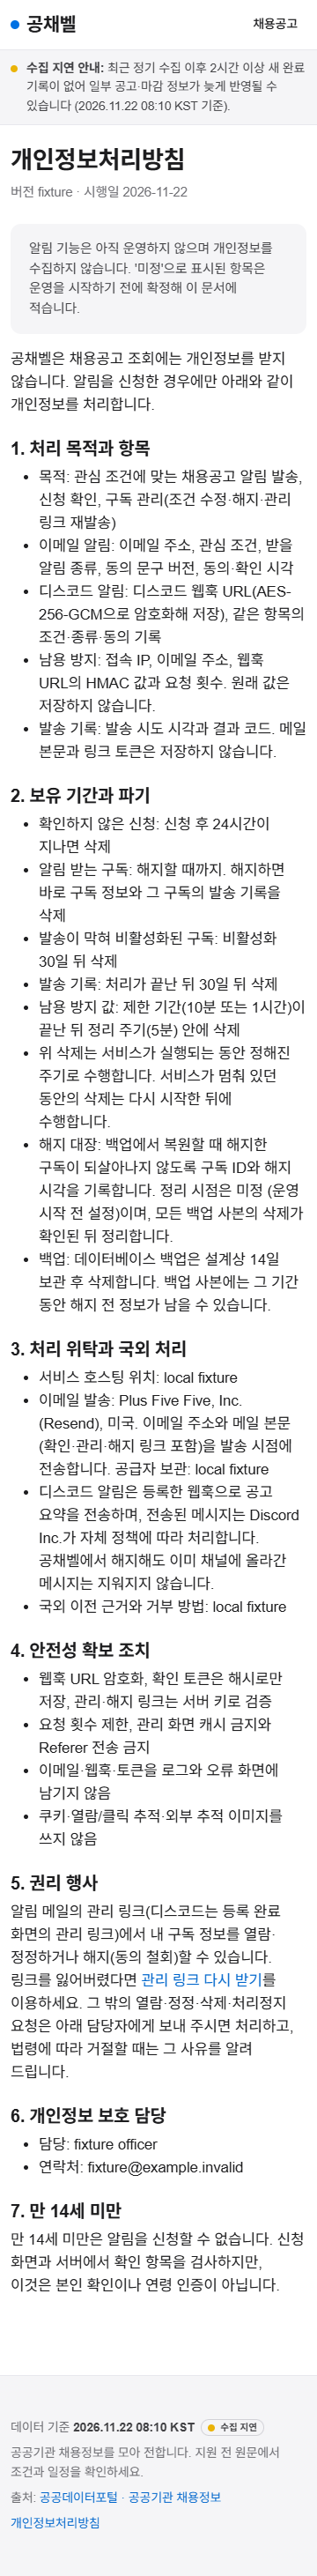 공채벨
채용공고
수집 지연 안내: 최근 정기 수집 이후 2시간 이상 새 완료
기록이 없어 일부 공고·마감 정보가 늦게 반영될 수
있습니다 (2026.11.22 08:10 KST 기준).
개인정보처리방침
버전 fixture · 시행일 2026-11-22
알림 기능은 아직 운영하지 않으며 개인정보를
수집하지 않습니다. '미정'으로 표시된 항목은
운영을 시작하기 전에 확정해 이 문서에
적습니다.
공채벨은 채용공고 조회에는 개인정보를 받지
않습니다. 알림을 신청한 경우에만 아래와 같이
개인정보를 처리합니다.
1. 처리 목적과 항목
• 목적: 관심 조건에 맞는 채용공고 알림 발송,
신청 확인, 구독 관리(조건 수정·해지·관리
링크 재발송)
• 이메일 알림: 이메일 주소, 관심 조건, 받을
알림 종류, 동의 문구 버전, 동의·확인 시각
• 디스코드 알림: 디스코드 웹훅 URL(AES-
256-GCM으로 암호화해 저장), 같은 항목의
조건·종류·동의 기록
• 남용 방지: 접속 IP, 이메일 주소, 웹훅
URL의 HMAC 값과 요청 횟수. 원래 값은
저장하지 않습니다.
• 발송 기록: 발송 시도 시각과 결과 코드. 메일
본문과 링크 토큰은 저장하지 않습니다.
2. 보유 기간과 파기
• 확인하지 않은 신청: 신청 후 24시간이
지나면 삭제
• 알림 받는 구독: 해지할 때까지. 해지하면
바로 구독 정보와 그 구독의 발송 기록을
삭제
• 발송이 막혀 비활성화된 구독: 비활성화
30일 뒤 삭제
• 발송 기록: 처리가 끝난 뒤 30일 뒤 삭제
• 남용 방지 값: 제한 기간(10분 또는 1시간)이
끝난 뒤 정리 주기(5분) 안에 삭제
• 위 삭제는 서비스가 실행되는 동안 정해진
주기로 수행합니다. 서비스가 멈춰 있던
동안의 삭제는 다시 시작한 뒤에
수행합니다.
• 해지 대장: 백업에서 복원할 때 해지한
구독이 되살아나지 않도록 구독 ID와 해지
시각을 기록합니다. 정리 시점은 미정 (운영
시작 전 설정)이며, 모든 백업 사본의 삭제가
확인된 뒤 정리합니다.
• 백업: 데이터베이스 백업은 설계상 14일
보관 후 삭제합니다. 백업 사본에는 그 기간
동안 해지 전 정보가 남을 수 있습니다.
3. 처리 위탁과 국외 처리
• 서비스 호스팅 위치: local fixture
• 이메일 발송: Plus Five Five, Inc.
(Resend), 미국. 이메일 주소와 메일 본문
(확인·관리·해지 링크 포함)을 발송 시점에
전송합니다. 공급자 보관: local fixture
• 디스코드 알림은 등록한 웹훅으로 공고
요약을 전송하며, 전송된 메시지는 Discord
Inc.가 자체 정책에 따라 처리합니다.
공채벨에서 해지해도 이미 채널에 올라간
메시지는 지워지지 않습니다.
• 국외 이전 근거와 거부 방법: local fixture
4. 안전성 확보 조치
• 웹훅 URL 암호화, 확인 토큰은 해시로만
저장, 관리·해지 링크는 서버 키로 검증
• 요청 횟수 제한, 관리 화면 캐시 금지와
Referer 전송 금지
• 이메일·웹훅·토큰을 로그와 오류 화면에
남기지 않음
• 쿠키·열람/클릭 추적·외부 추적 이미지를
쓰지 않음
5. 권리 행사
알림 메일의 관리 링크(디스코드는 등록 완료
화면의 관리 링크)에서 내 구독 정보를 열람·
정정하거나 해지(동의 철회)할 수 있습니다.
링크를 잃어버렸다면 관리 링크 다시 받기를
이용하세요. 그 밖의 열람·정정·삭제·처리정지
요청은 아래 담당자에게 보내 주시면 처리하고,
법령에 따라 거절할 때는 그 사유를 알려
드립니다.
6. 개인정보 보호 담당
• 담당: fixture officer
• 연락처: fixture@example.invalid
7. 만 14세 미만
만 14세 미만은 알림을 신청할 수 없습니다. 신청
화면과 서버에서 확인 항목을 검사하지만,
이것은 본인 확인이나 연령 인증이 아닙니다.
데이터 기준 2026.11.22 08:10 KST 수집 지연
공공기관 채용정보를 모아 전합니다. 지원 전 원문에서
조건과 일정을 확인하세요.
출처: 공공데이터포털 · 공공기관 채용정보
개인정보처리방침